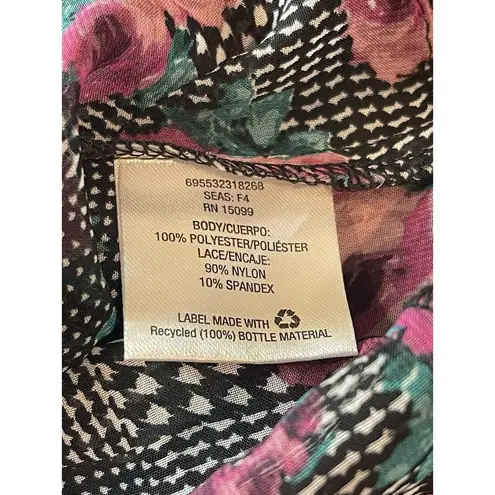 695532318268
SEAS: F4
RN 15099
BODY/CUERPO:
100% POLYESTER/POLIÉSTER
LACE/ENCAJE:
90% NYLON
10% SPANDEX
LABEL MADE WITH
Recycled (100%) BOTTLE MATERIAL